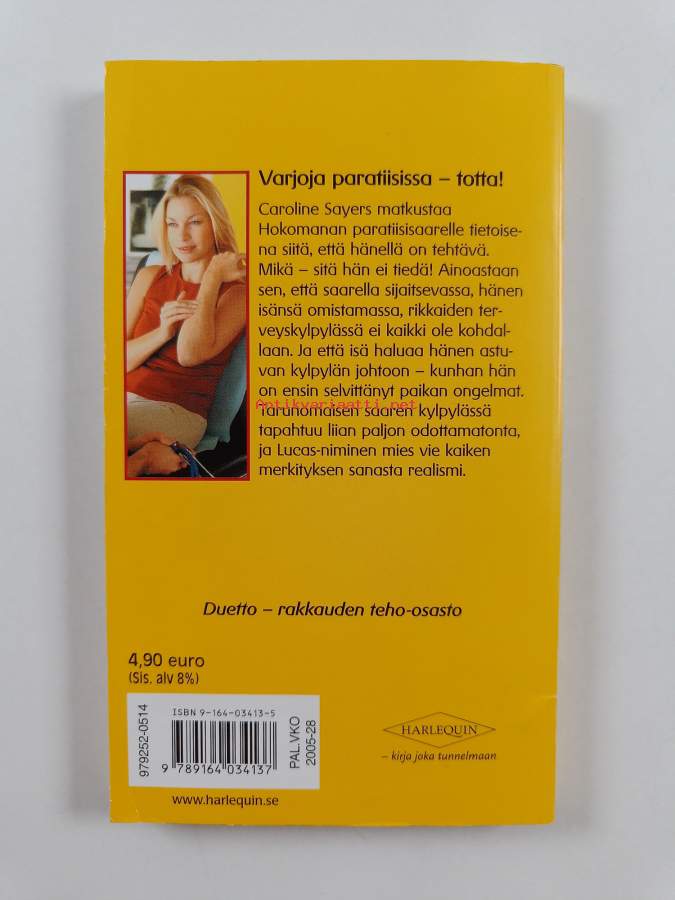 Varjoja paratiisissa – totta!
Caroline Sayers matkustaa
Hokomanan paratiisisaarelle tietoise-
na siitä, että hänellä on tehtävä.
Mikä – sitä hän ei tiedä! Ainoastaan
sen, että saarella sijaitsevassa, hänen
isänsä omistamassa, rikkaiden ter-
veyskylpylässä ei kaikki ole kohdal-
laan. Ja että isä haluaa hänen astu-
van kylpylän johtoon – kunhan hän
on ensin selvittänyt paikan ongelmat.
Antikvariaatti.net
Tarunomaisen saaren kylpylässä
tapahtuu liian paljon odottamatonta,
ja Lucas-niminen mies vie kaiken
merkityksen sanasta realismi.
Duetto – rakkauden teho-osasto
4,90 euro
(Sis. alv 8%)
979252-0514
ISBN 9-164-03413-5
9 789164 034137
PAL.VKO
2005-28
HARLEQUIN
– kirja joka tunnelmaan
www.harlequin.se